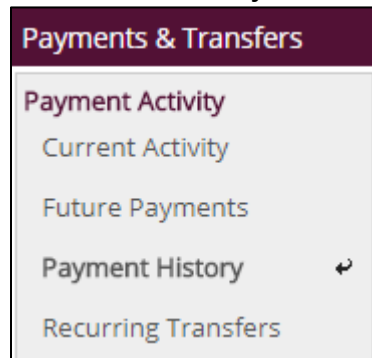 Payments & Transfers
Payment Activity
Current Activity
Future Payments
Payment History
Recurring Transfers